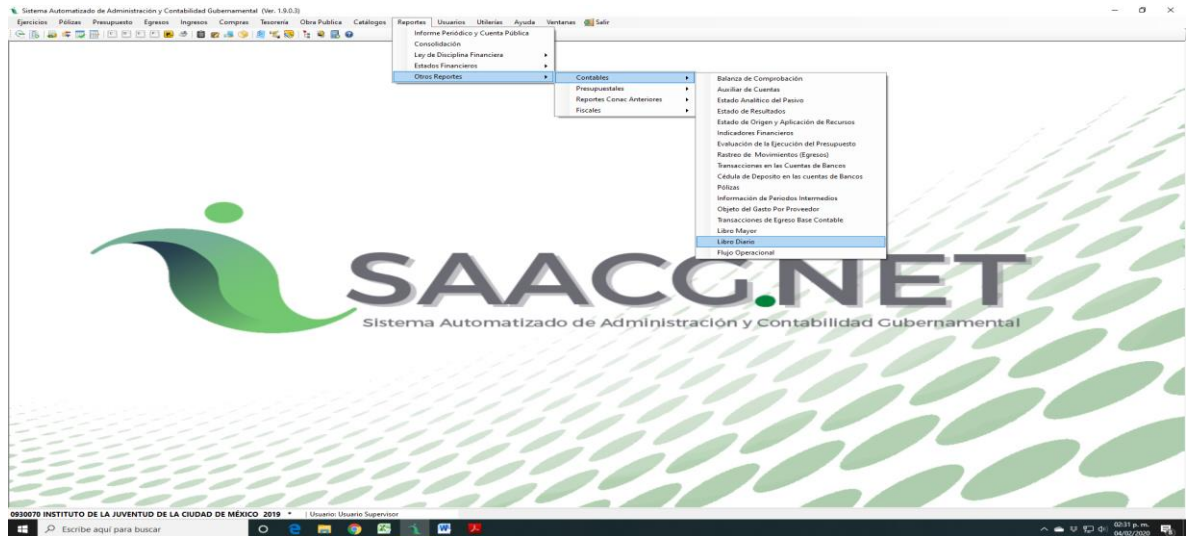 Sistema Automatizado de Administración y Contabilidad Gubernamental (Ver. 1.9.0.3)
Ejercicios Pólizas Presupuesto Egresos Ingresos Compras Tesorería Obra Publica Catálogos Reportes Usuarios Utilerías Ayuda Ventanas Salir
Informe Periódico y Cuenta Pública
Consolidación
Ley de Disciplina Financiera
Estados Financieros
Otros Reportes
Contables
Presupuestales
Reportes Conac Anteriores
Fiscales
Balanza de Comprobación
Auxiliar de Cuentas
Estado Analítico del Pasivo
Estado de Resultados
Estado de Origen y Aplicación de Recursos
Indicadores Financieros
Evaluación de la Ejecución del Presupuesto
Rastreo de Movimientos (Egresos)
Transacciones en las Cuentas de Bancos
Cédula de Deposito en las cuentas de Bancos
Pólizas
Información de Periodos Intermedios
Objeto del Gasto Por Proveedor
Transacciones de Egreso Base Contable
Libro Mayor
Libro Diario
Flujo Operacional
SAACG.NET
Sistema Automatizado de Administración y Contabilidad Gubernamental
0930070 INSTITUTO DE LA JUVENTUD DE LA CIUDAD DE MÉXICO 2019 * | Usuario: Usuario Supervisor
Escribe aquí para buscar
02:31 p. m.
04/02/2020